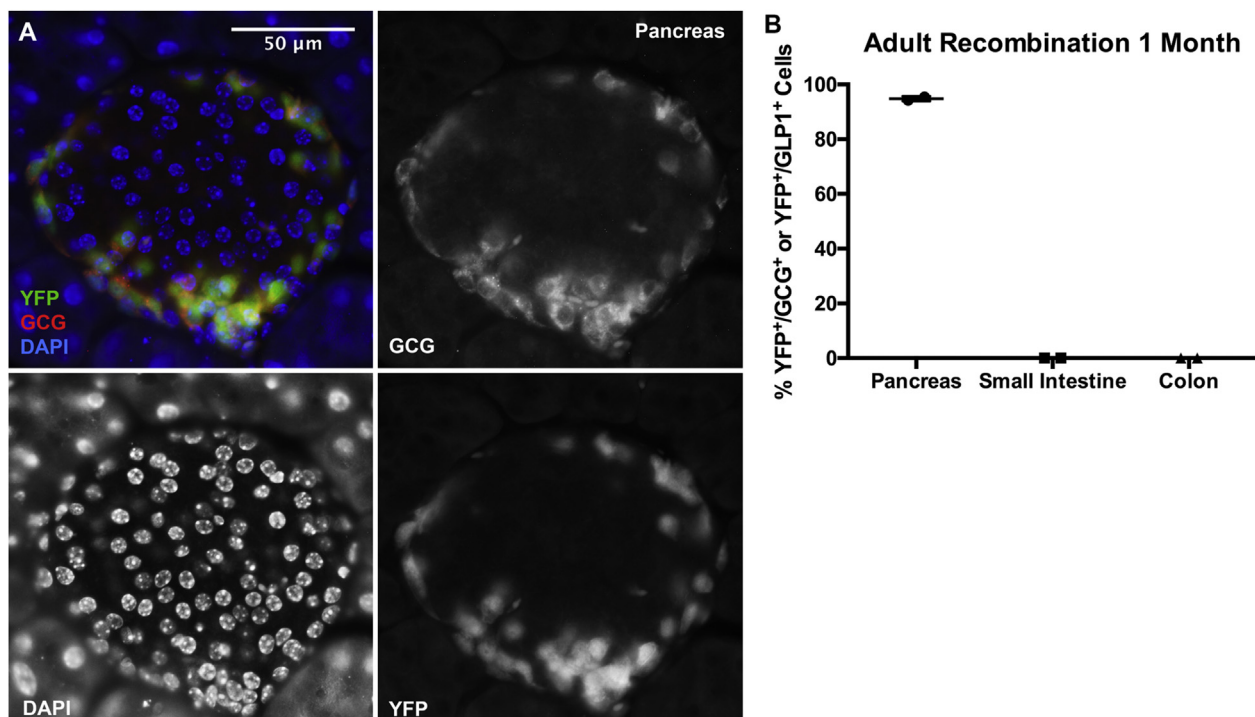 A
50 µm
Pancreas
YFP
GCG
DAPI
GCG
DAPI
YFP
B
Adult Recombination 1 Month
% YFP⁺/GCG⁺ or YFP⁺/GLP1⁺ Cells
100
80
60
40
20
0
Pancreas Small Intestine Colon